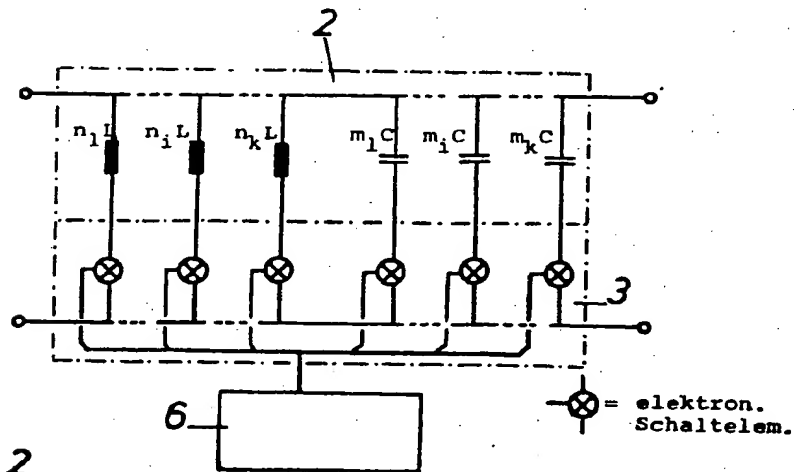 2
n₁L nᵢL nₖL m₁C mᵢC mₖC
3
6
= elektron.
Schaltelem.
2